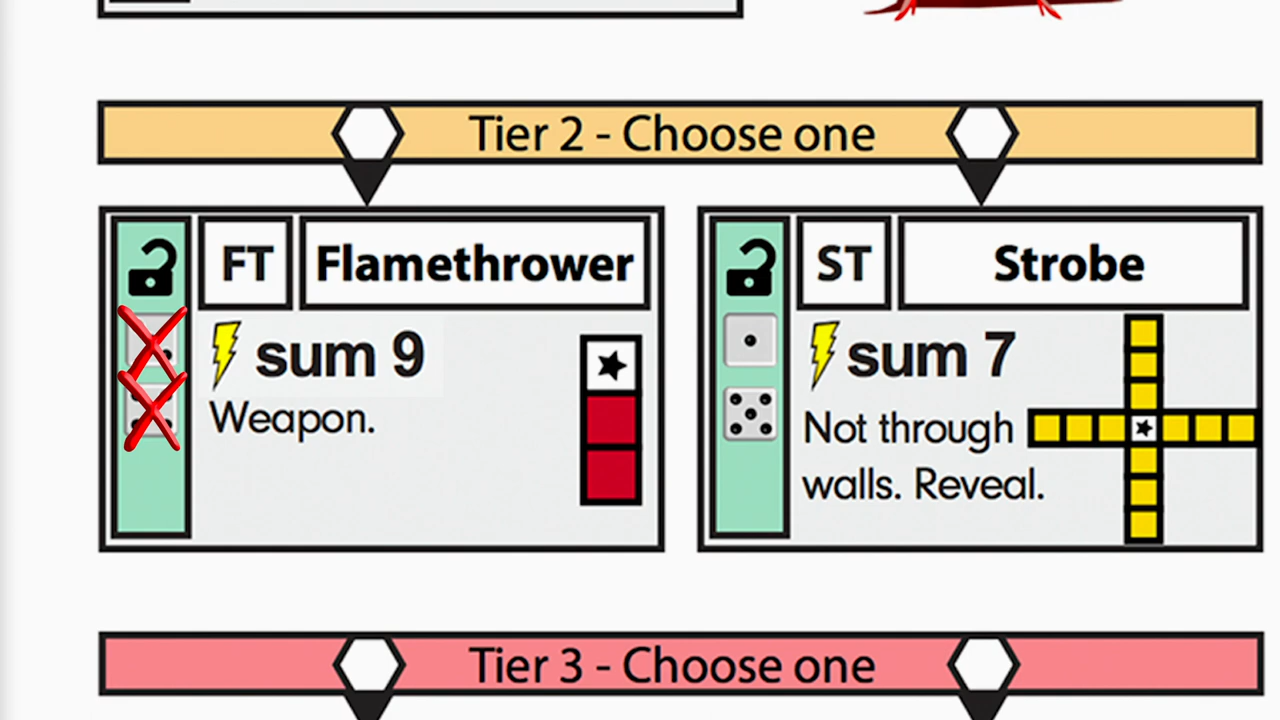 Tier 2 - Choose one
FT Flamethrower
sum 9
Weapon.
ST Strobe
sum 7
Not through
walls. Reveal.
Tier 3 - Choose one